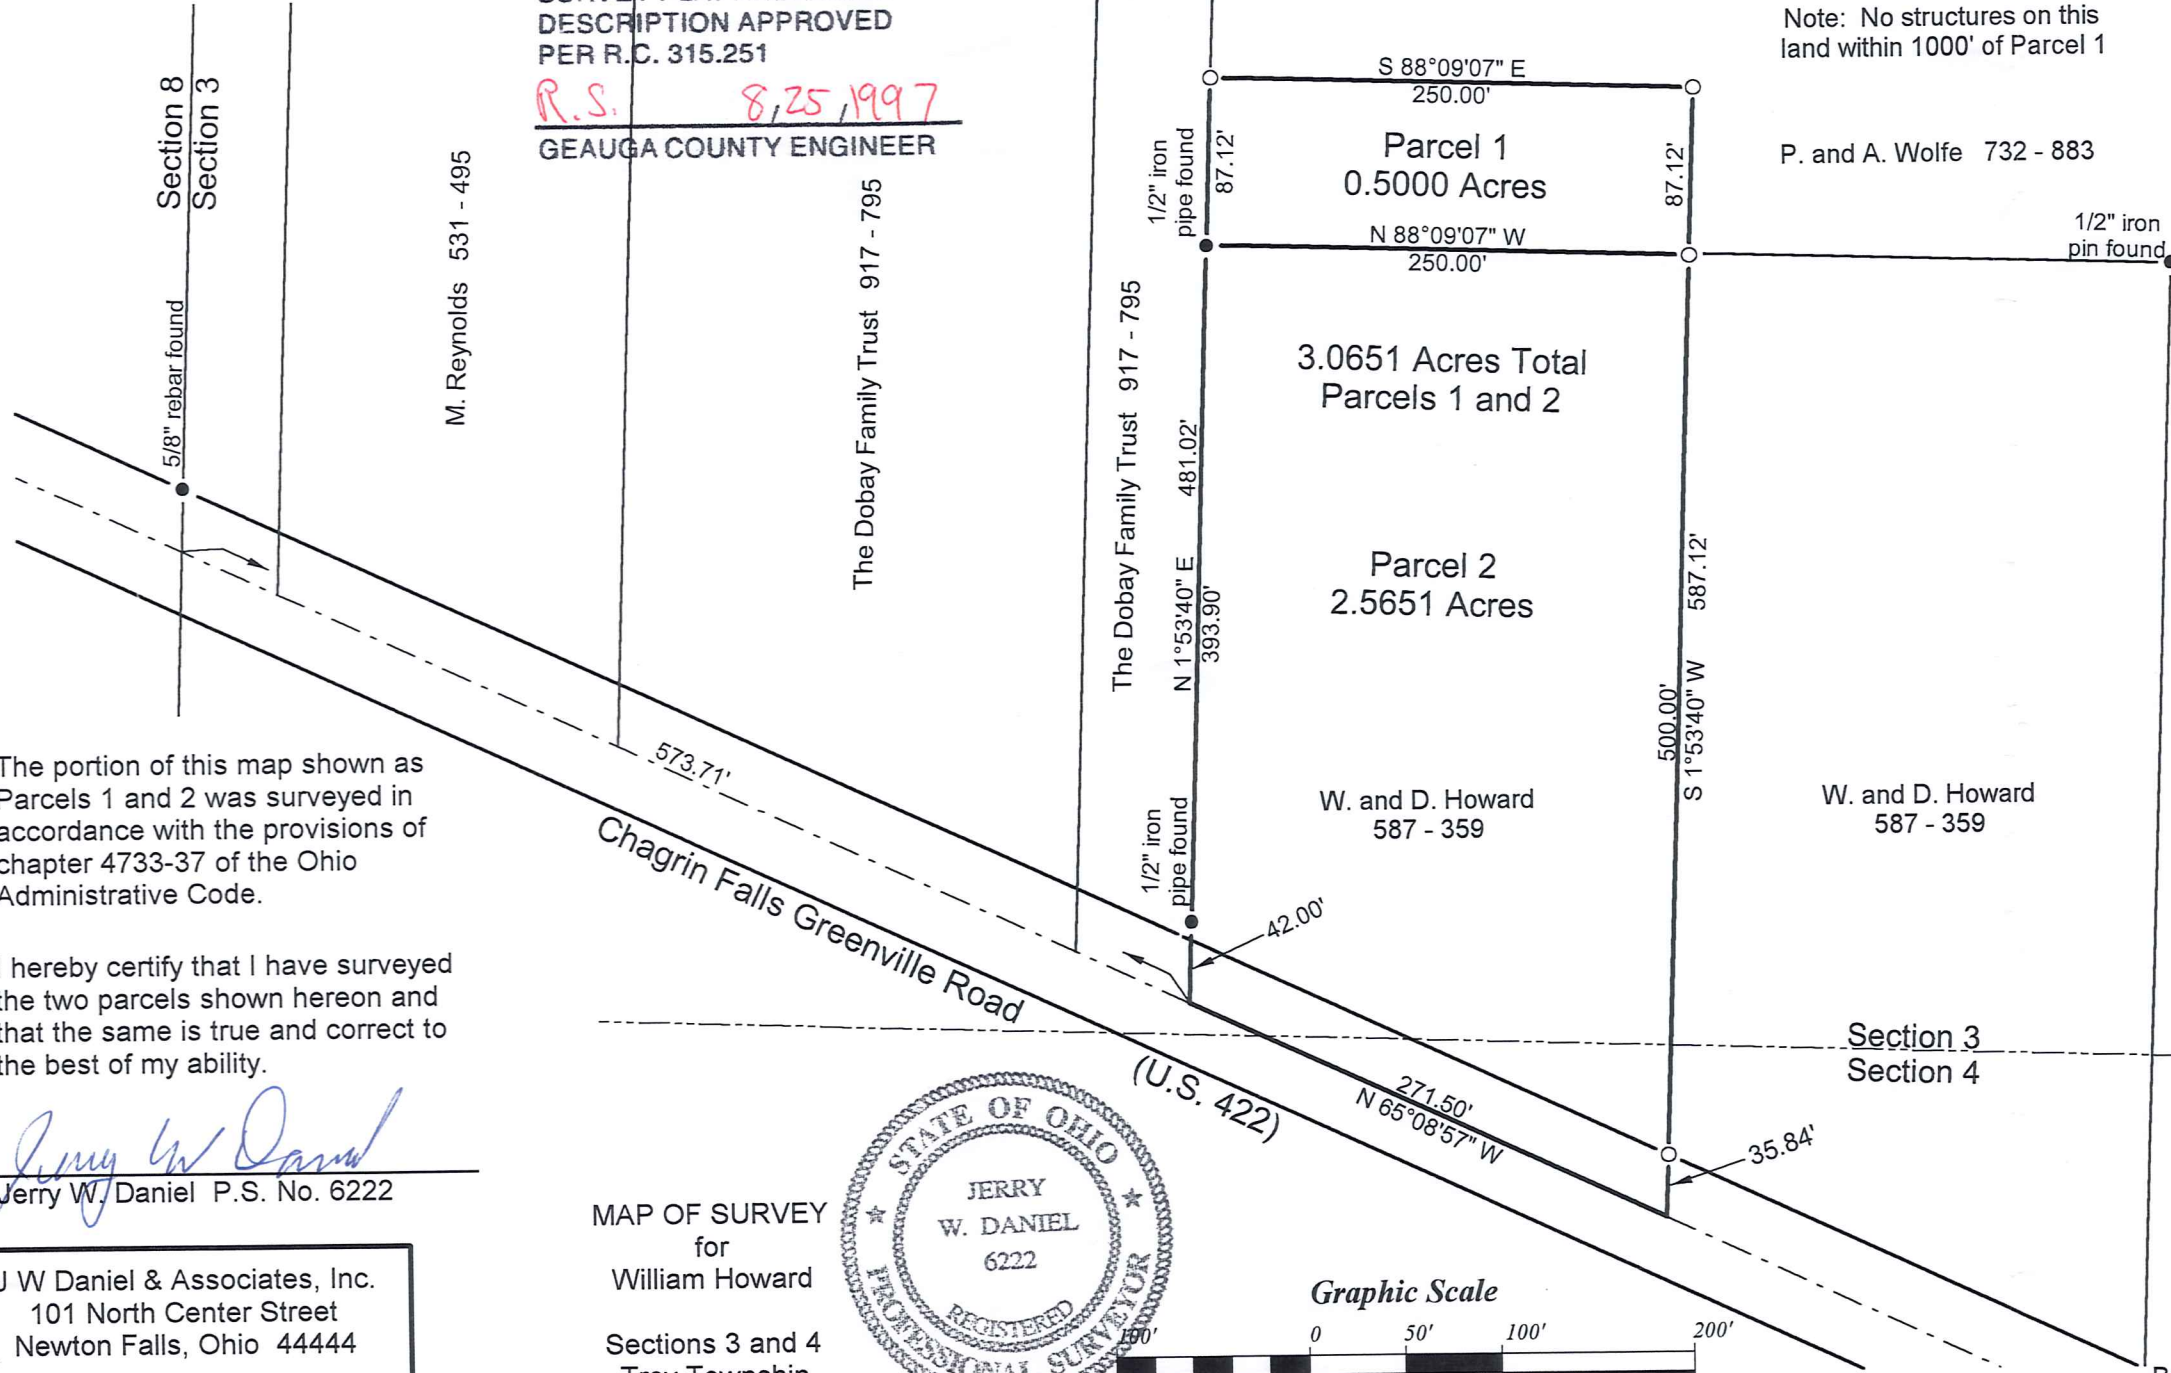 DESCRIPTION APPROVED
PER R.C. 315.251
R.S. 8,25,1997
GEAUGA COUNTY ENGINEER
Note: No structures on this
land within 1000' of Parcel 1
P. and A. Wolfe 732 - 883
Section 8
Section 3
5/8" rebar found
M. Reynolds 531 - 495
The Dobay Family Trust 917 - 795
The Dobay Family Trust 917 - 795
S 88°09'07" E
250.00'
1/2" iron
pipe found
87.12'
Parcel 1
0.5000 Acres
87.12'
N 88°09'07" W
250.00'
1/2" iron
pin found
3.0651 Acres Total
Parcels 1 and 2
N 1°53'40" E 481.02'
393.90'
Parcel 2
2.5651 Acres
500.00'
S 1°53'40" W 587.12'
W. and D. Howard
587 - 359
W. and D. Howard
587 - 359
1/2" iron
pipe found
42.00'
573.71'
Chagrin Falls Greenville Road
(U.S. 422)
271.50'
N 65°08'57" W
35.84'
Section 3
Section 4
The portion of this map shown as
Parcels 1 and 2 was surveyed in
accordance with the provisions of
chapter 4733-37 of the Ohio
Administrative Code.
I hereby certify that I have surveyed
the two parcels shown hereon and
that the same is true and correct to
the best of my ability.
Jerry W Daniel
Jerry W. Daniel P.S. No. 6222
J W Daniel & Associates, Inc.
101 North Center Street
Newton Falls, Ohio 44444
MAP OF SURVEY
for
William Howard
Sections 3 and 4
Troy Township
STATE OF OHIO
JERRY
W. DANIEL
6222
REGISTERED
PROFESSIONAL SURVEYOR
Graphic Scale
100' 0 50' 100' 200'